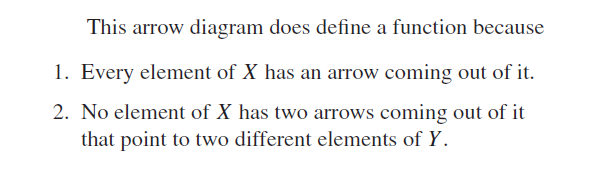 This arrow diagram does define a function because
1. Every element of X has an arrow coming out of it.
2. No element of X has two arrows coming out of it
that point to two different elements of Y.